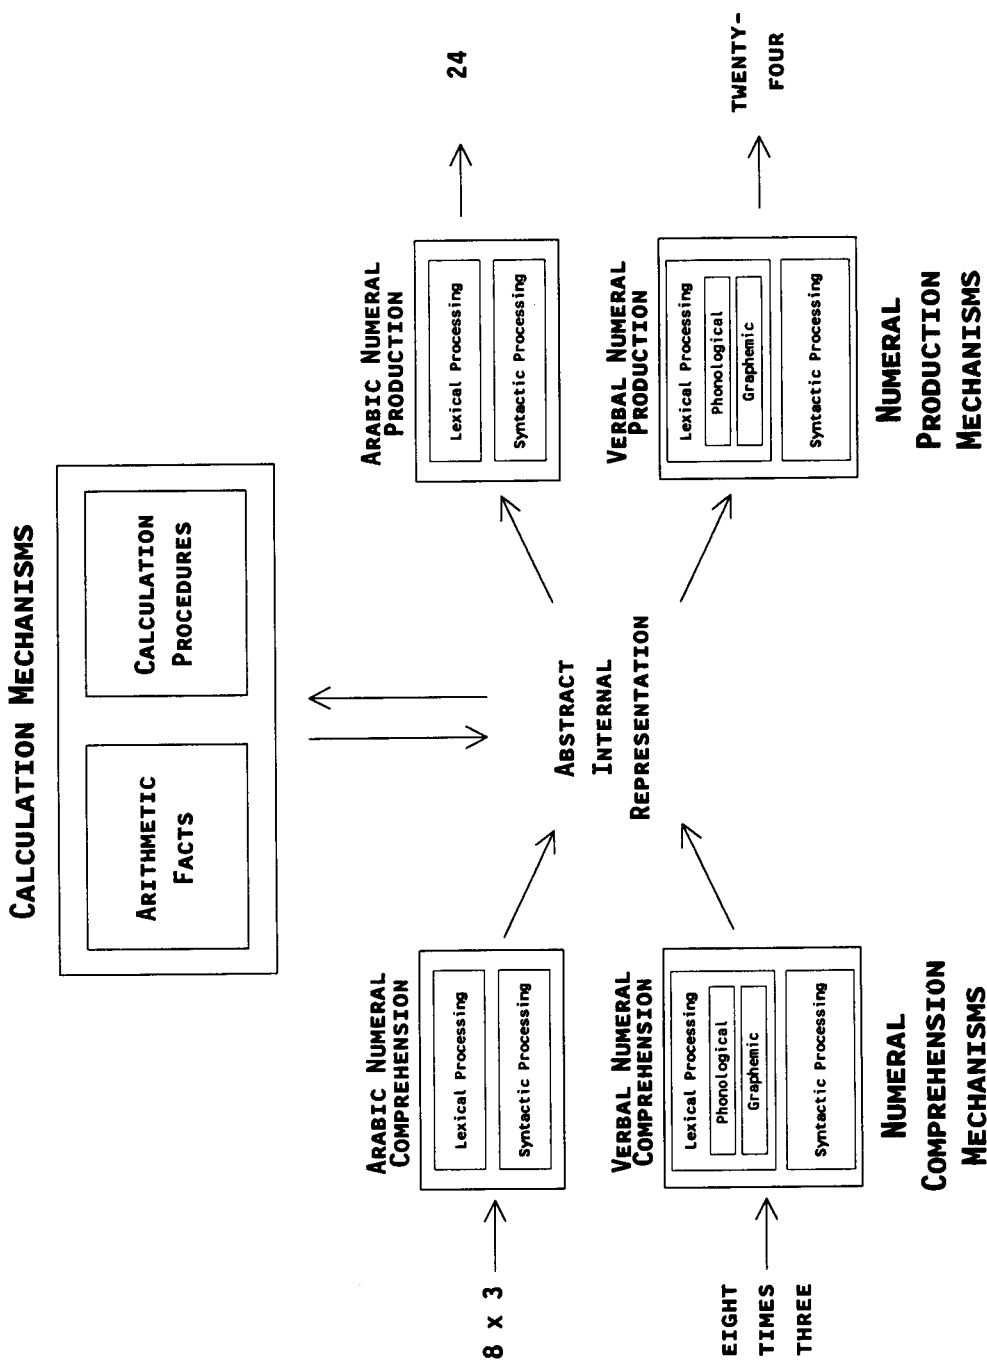 CALCULATION MECHANISMS
ARITHMETIC
FACTS
CALCULATION
PROCEDURES
8 x 3
ARABIC NUMERAL
COMPREHENSION
Lexical Processing
Syntactic Processing
ABSTRACT
INTERNAL
REPRESENTATION
ARABIC NUMERAL
PRODUCTION
Lexical Processing
Syntactic Processing
24
EIGHT
TIMES
THREE
VERBAL NUMERAL
COMPREHENSION
Lexical Processing
Phonological
Graphemic
Syntactic Processing
VERBAL NUMERAL
PRODUCTION
Lexical Processing
Phonological
Graphemic
Syntactic Processing
TWENTY-
FOUR
NUMERAL
COMPREHENSION
MECHANISMS
NUMERAL
PRODUCTION
MECHANISMS